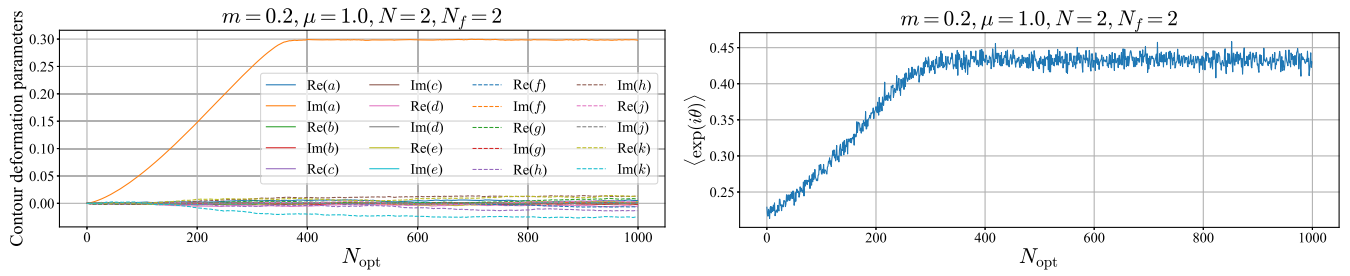 m = 0.2, μ = 1.0, N = 2, N_f = 2
Contour deformation parameters
0.30
0.25
0.20
0.15
0.10
0.05
0.00
Re(a) Im(c) Re(f) Im(h)
Im(a) Re(d) Im(f) Re(j)
Re(b) Im(d) Re(g) Im(j)
Im(b) Re(e) Im(g) Re(k)
Re(c) Im(e) Re(h) Im(k)
0 200 400 600 800 1000
N_opt
m = 0.2, μ = 1.0, N = 2, N_f = 2
⟨exp(iθ)⟩
0.45
0.40
0.35
0.30
0.25
0 200 400 600 800 1000
N_opt